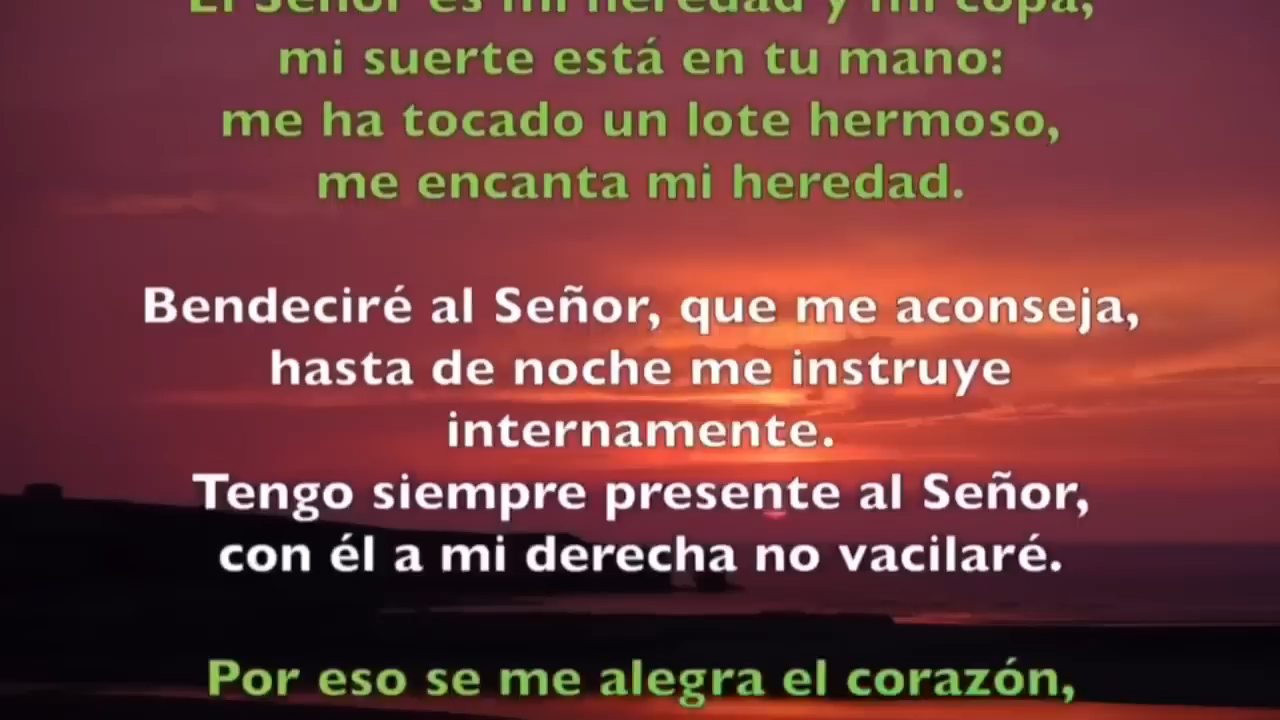 El Señor es mi heredad y mi copa,
mi suerte está en tu mano:
me ha tocado un lote hermoso,
me encanta mi heredad.
Bendeciré al Señor, que me aconseja,
hasta de noche me instruye
internamente.
Tengo siempre presente al Señor,
con él a mi derecha no vacilaré.
Por eso se me alegra el corazón,